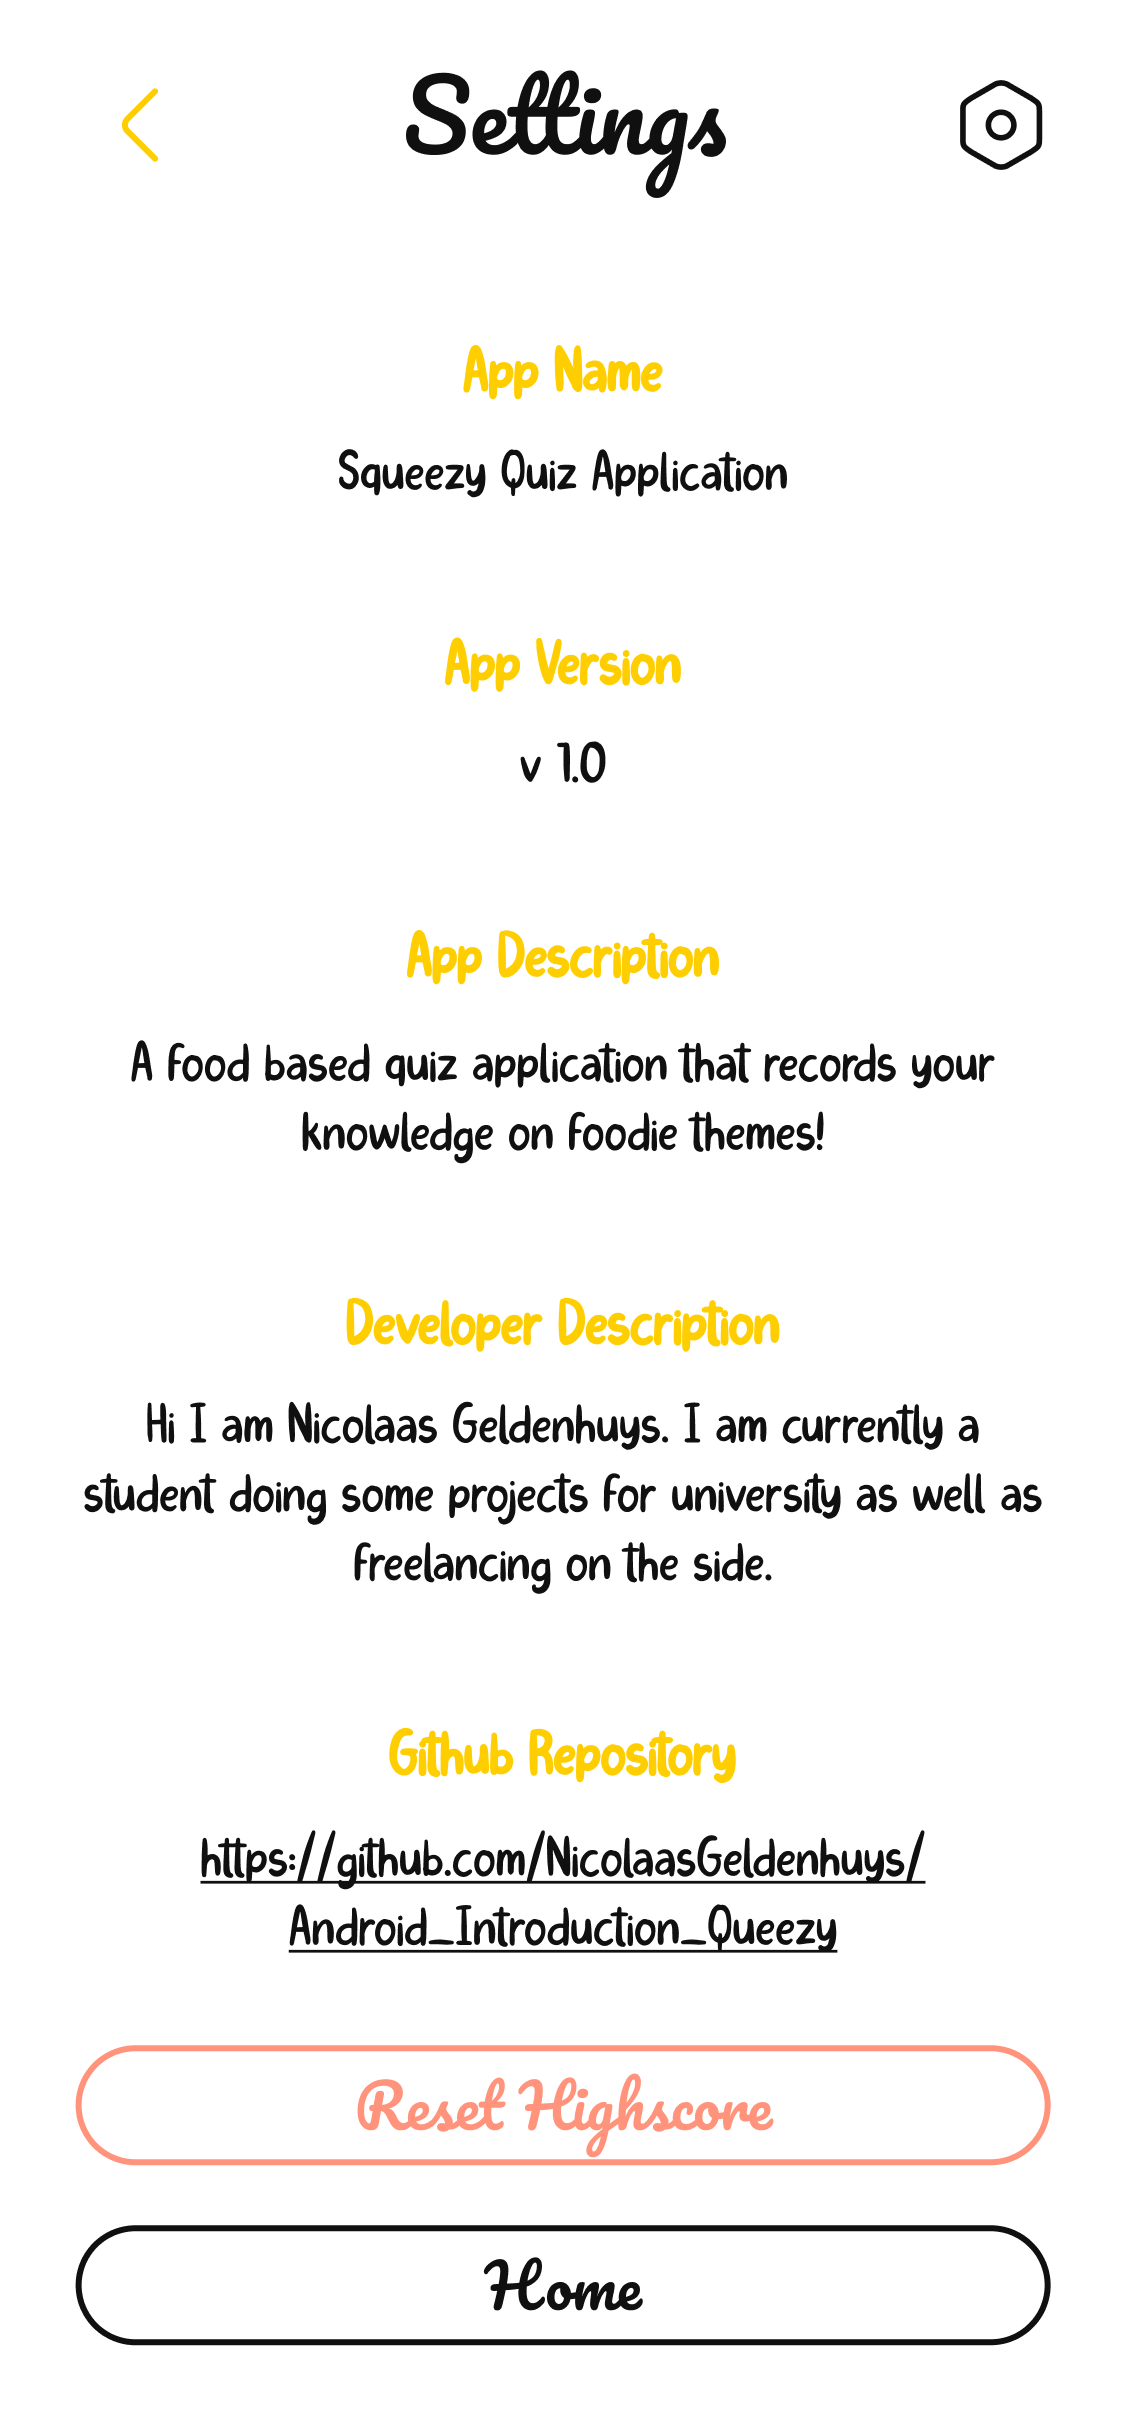 Settings
App Name
Squeezy Quiz Application
App Version
v 1.0
App Description
A food based quiz application that records your
knowledge on foodie themes!
Developer Description
Hi I am Nicolaas Geldenhuys. I am currently a
student doing some projects for university as well as
freelancing on the side.
Github Repository
https://github.com/NicolaasGeldenhuys/
Android_Introduction_Queezy
Reset Highscore
Home